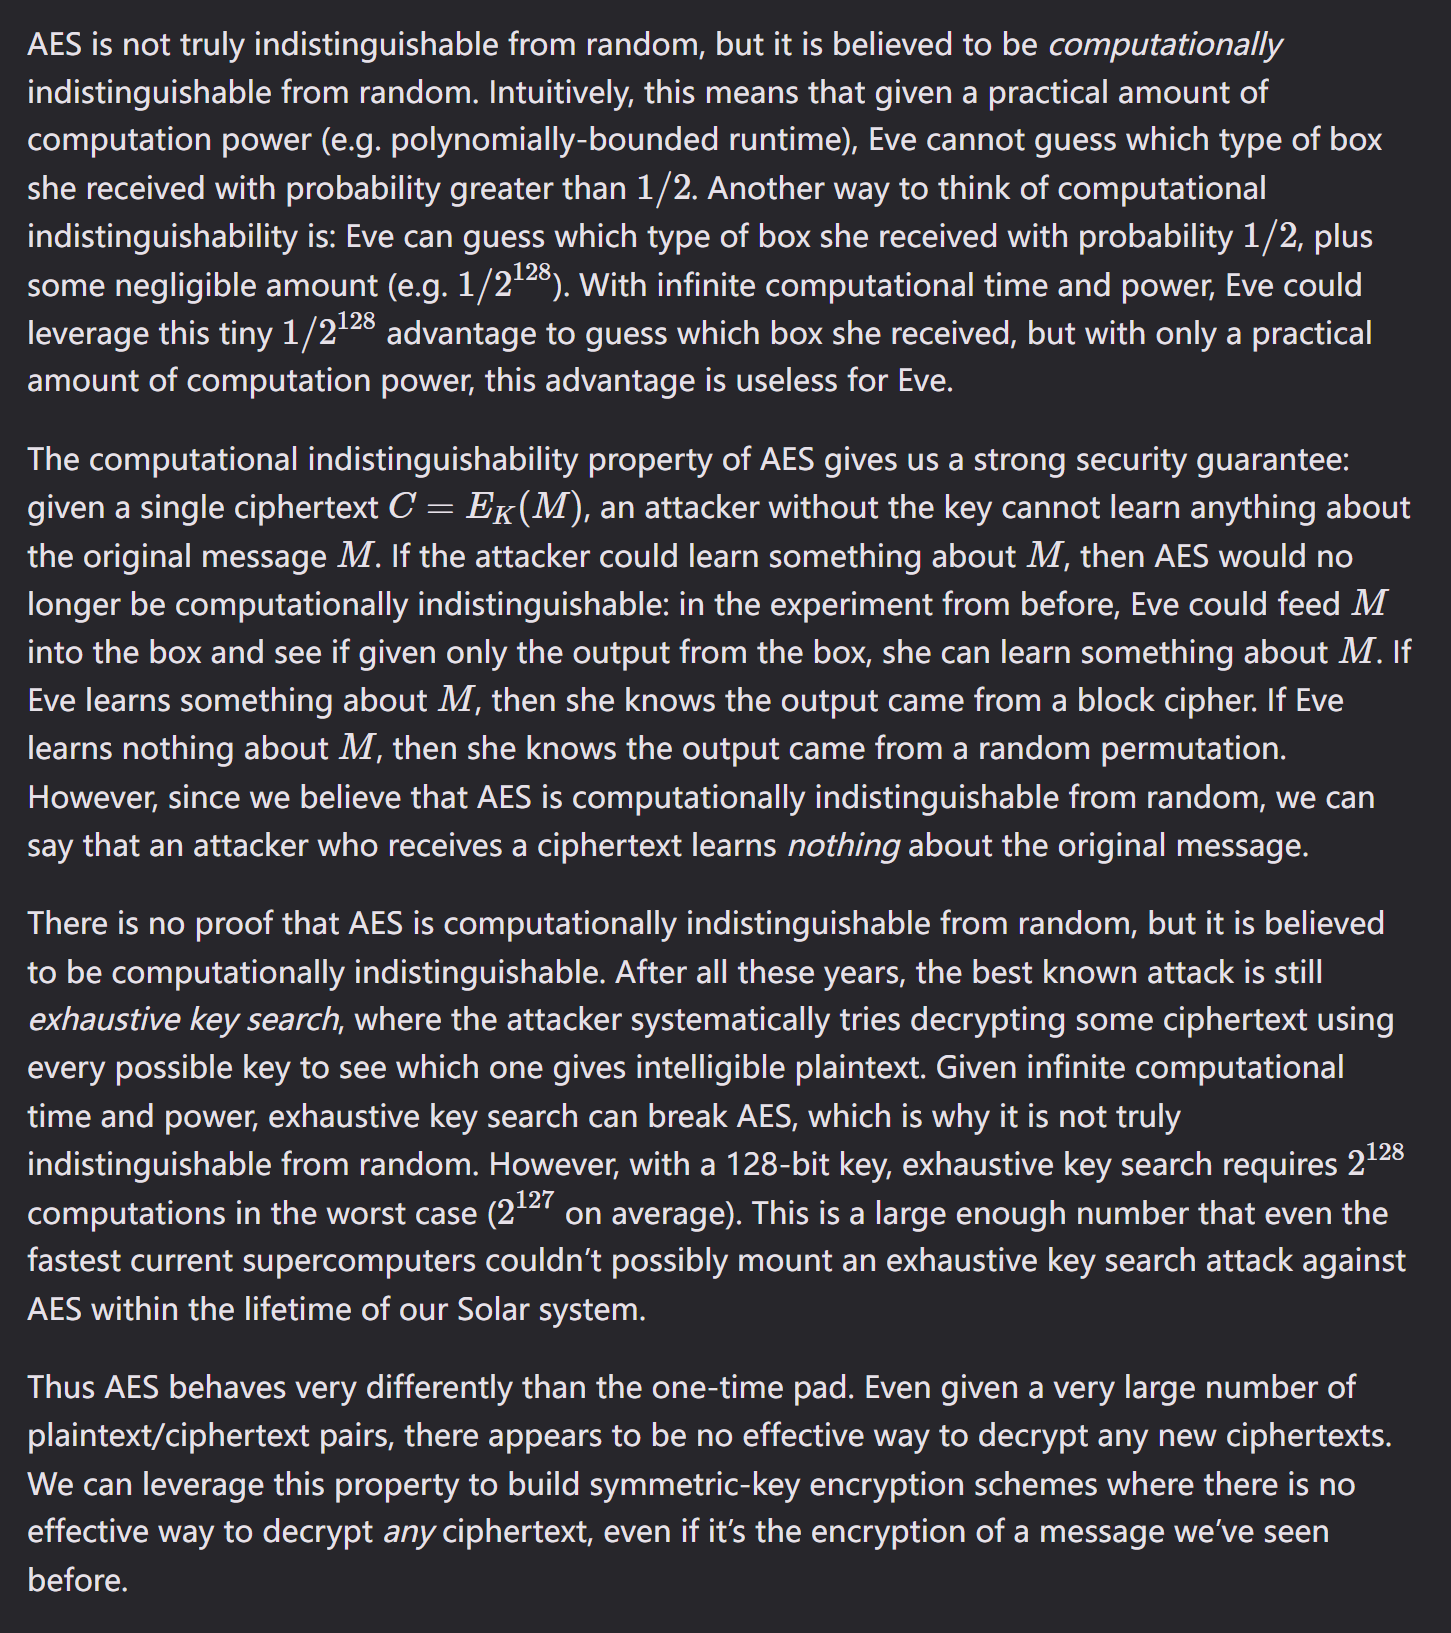 AES is not truly indistinguishable from random, but it is believed to be computationally
indistinguishable from random. Intuitively, this means that given a practical amount of
computation power (e.g. polynomially-bounded runtime), Eve cannot guess which type of box
she received with probability greater than 1/2. Another way to think of computational
indistinguishability is: Eve can guess which type of box she received with probability 1/2, plus
some negligible amount (e.g. 1/2^128). With infinite computational time and power, Eve could
leverage this tiny 1/2^128 advantage to guess which box she received, but with only a practical
amount of computation power, this advantage is useless for Eve.
The computational indistinguishability property of AES gives us a strong security guarantee:
given a single ciphertext C = E_K(M), an attacker without the key cannot learn anything about
the original message M. If the attacker could learn something about M, then AES would no
longer be computationally indistinguishable: in the experiment from before, Eve could feed M
into the box and see if given only the output from the box, she can learn something about M. If
Eve learns something about M, then she knows the output came from a block cipher. If Eve
learns nothing about M, then she knows the output came from a random permutation.
However, since we believe that AES is computationally indistinguishable from random, we can
say that an attacker who receives a ciphertext learns nothing about the original message.
There is no proof that AES is computationally indistinguishable from random, but it is believed
to be computationally indistinguishable. After all these years, the best known attack is still
exhaustive key search, where the attacker systematically tries decrypting some ciphertext using
every possible key to see which one gives intelligible plaintext. Given infinite computational
time and power, exhaustive key search can break AES, which is why it is not truly
indistinguishable from random. However, with a 128-bit key, exhaustive key search requires 2^128
computations in the worst case (2^127 on average). This is a large enough number that even the
fastest current supercomputers couldn't possibly mount an exhaustive key search attack against
AES within the lifetime of our Solar system.
Thus AES behaves very differently than the one-time pad. Even given a very large number of
plaintext/ciphertext pairs, there appears to be no effective way to decrypt any new ciphertexts.
We can leverage this property to build symmetric-key encryption schemes where there is no
effective way to decrypt any ciphertext, even if it's the encryption of a message we've seen
before.